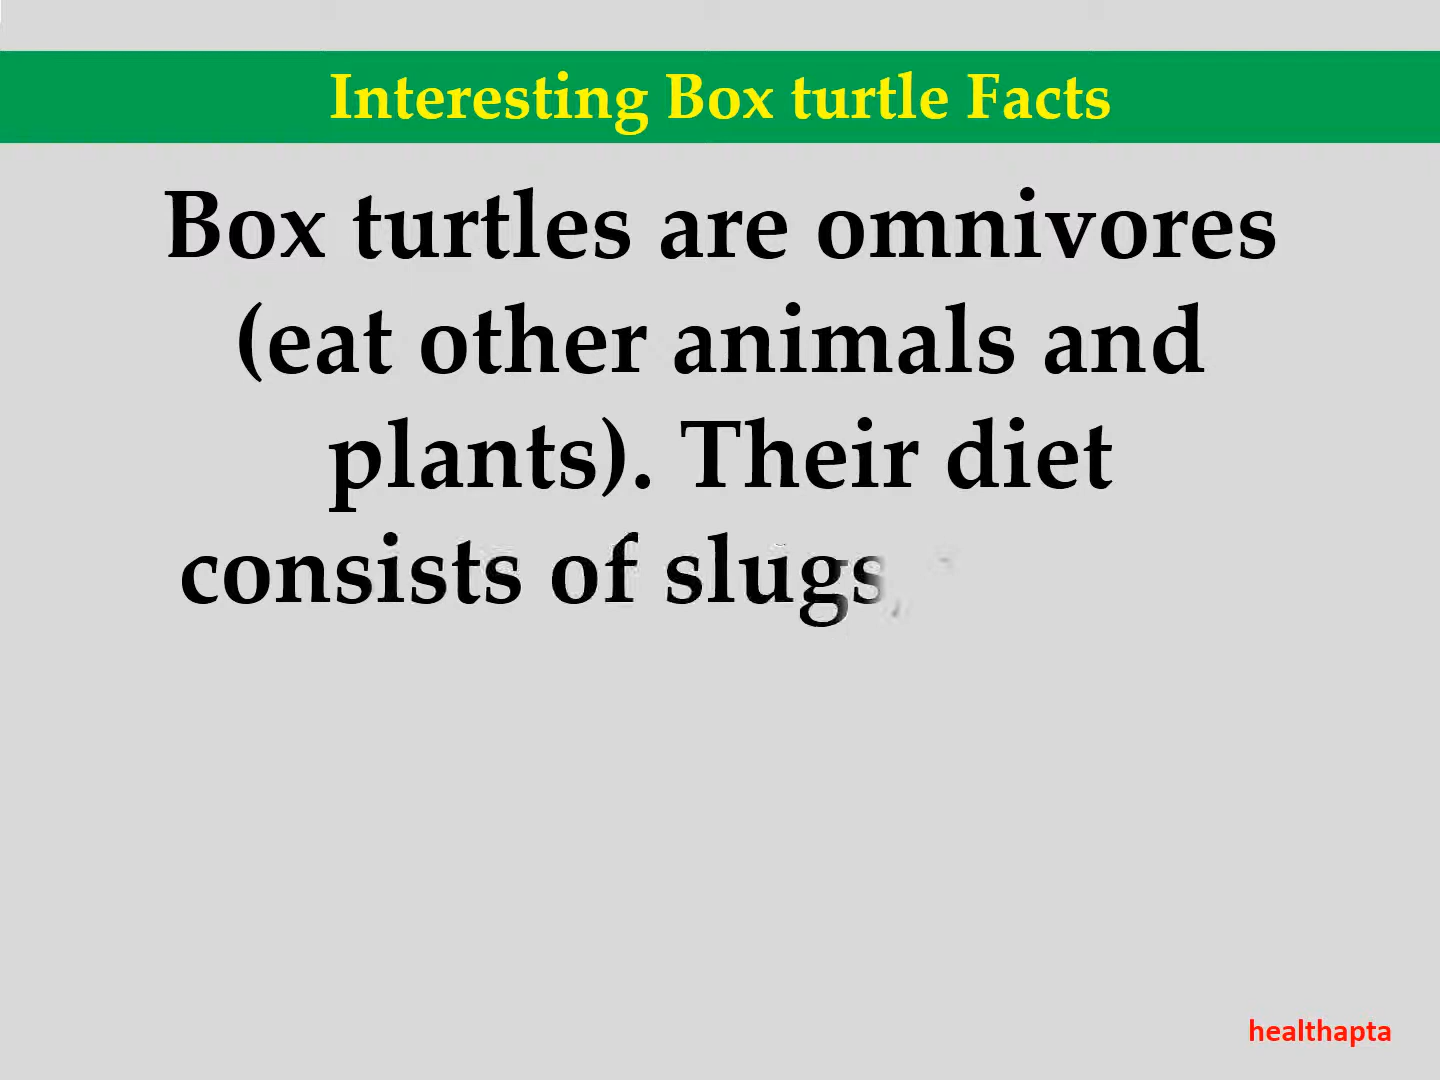 Interesting Box turtle Facts
Box turtles are omnivores
(eat other animals and
plants). Their diet
consists of slugs,
healthapta